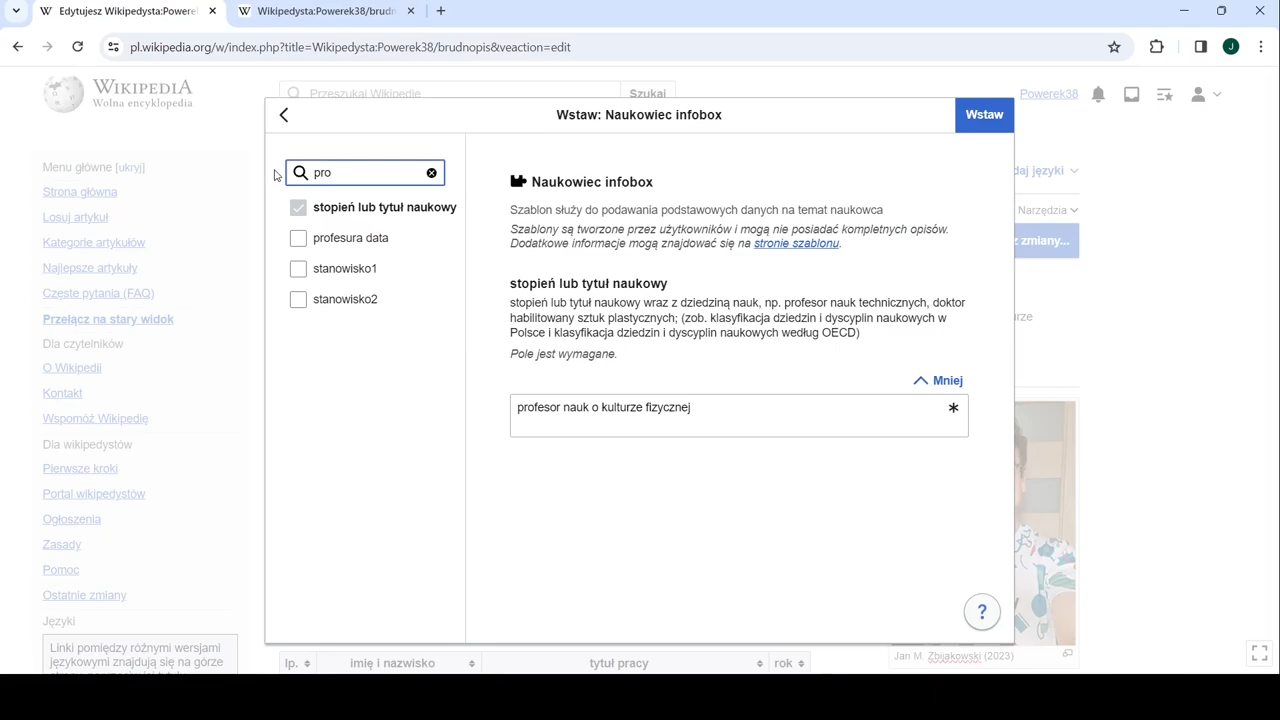 Edytujesz Wikipedysta:Powerek
Wikipedysta:Powerek38/brudn
pl.wikipedia.org/w/index.php?title=Wikipedysta:Powerek38/brudnopis&veaction=edit
J
WIKIPEDIA
Wolna encyklopedia
Przeszukaj Wikipedię
Szukaj
Powerek38
Menu główne [ukryj]
Strona główna
Losuj artykuł
Kategorie artykułów
Najlepsze artykuły
Częste pytania (FAQ)
Przełącz na stary widok
Dla czytelników
O Wikipedii
Kontakt
Wspomóż Wikipedię
Dla wikipedystów
Pierwsze kroki
Portal wikipedystów
Ogłoszenia
Zasady
Pomoc
Ostatnie zmiany
Języki
Linki pomiędzy różnymi wersjami
językowymi znajdują się na górze
Wstaw: Naukowiec infobox
Wstaw
pro
stopień lub tytuł naukowy
profesura data
stanowisko1
stanowisko2
Naukowiec infobox
Szablon służy do podawania podstawowych danych na temat naukowca
Szablony są tworzone przez użytkowników i mogą nie posiadać kompletnych opisów.
Dodatkowe informacje mogą znajdować się na stronie szablonu.
stopień lub tytuł naukowy
stopień lub tytuł naukowy wraz z dziedziną nauk, np. profesor nauk technicznych, doktor
habilitowany sztuk plastycznych; (zob. klasyfikacja dziedzin i dyscyplin naukowych w
Polsce i klasyfikacja dziedzin i dyscyplin naukowych według OECD)
Pole jest wymagane.
Mniej
profesor nauk o kulturze fizycznej
*
?
daj języki
Narzędzia
z zmiany...
rze
Jan M. Zbijakowski (2023)
lp.
imię i nazwisko
tytuł pracy
rok